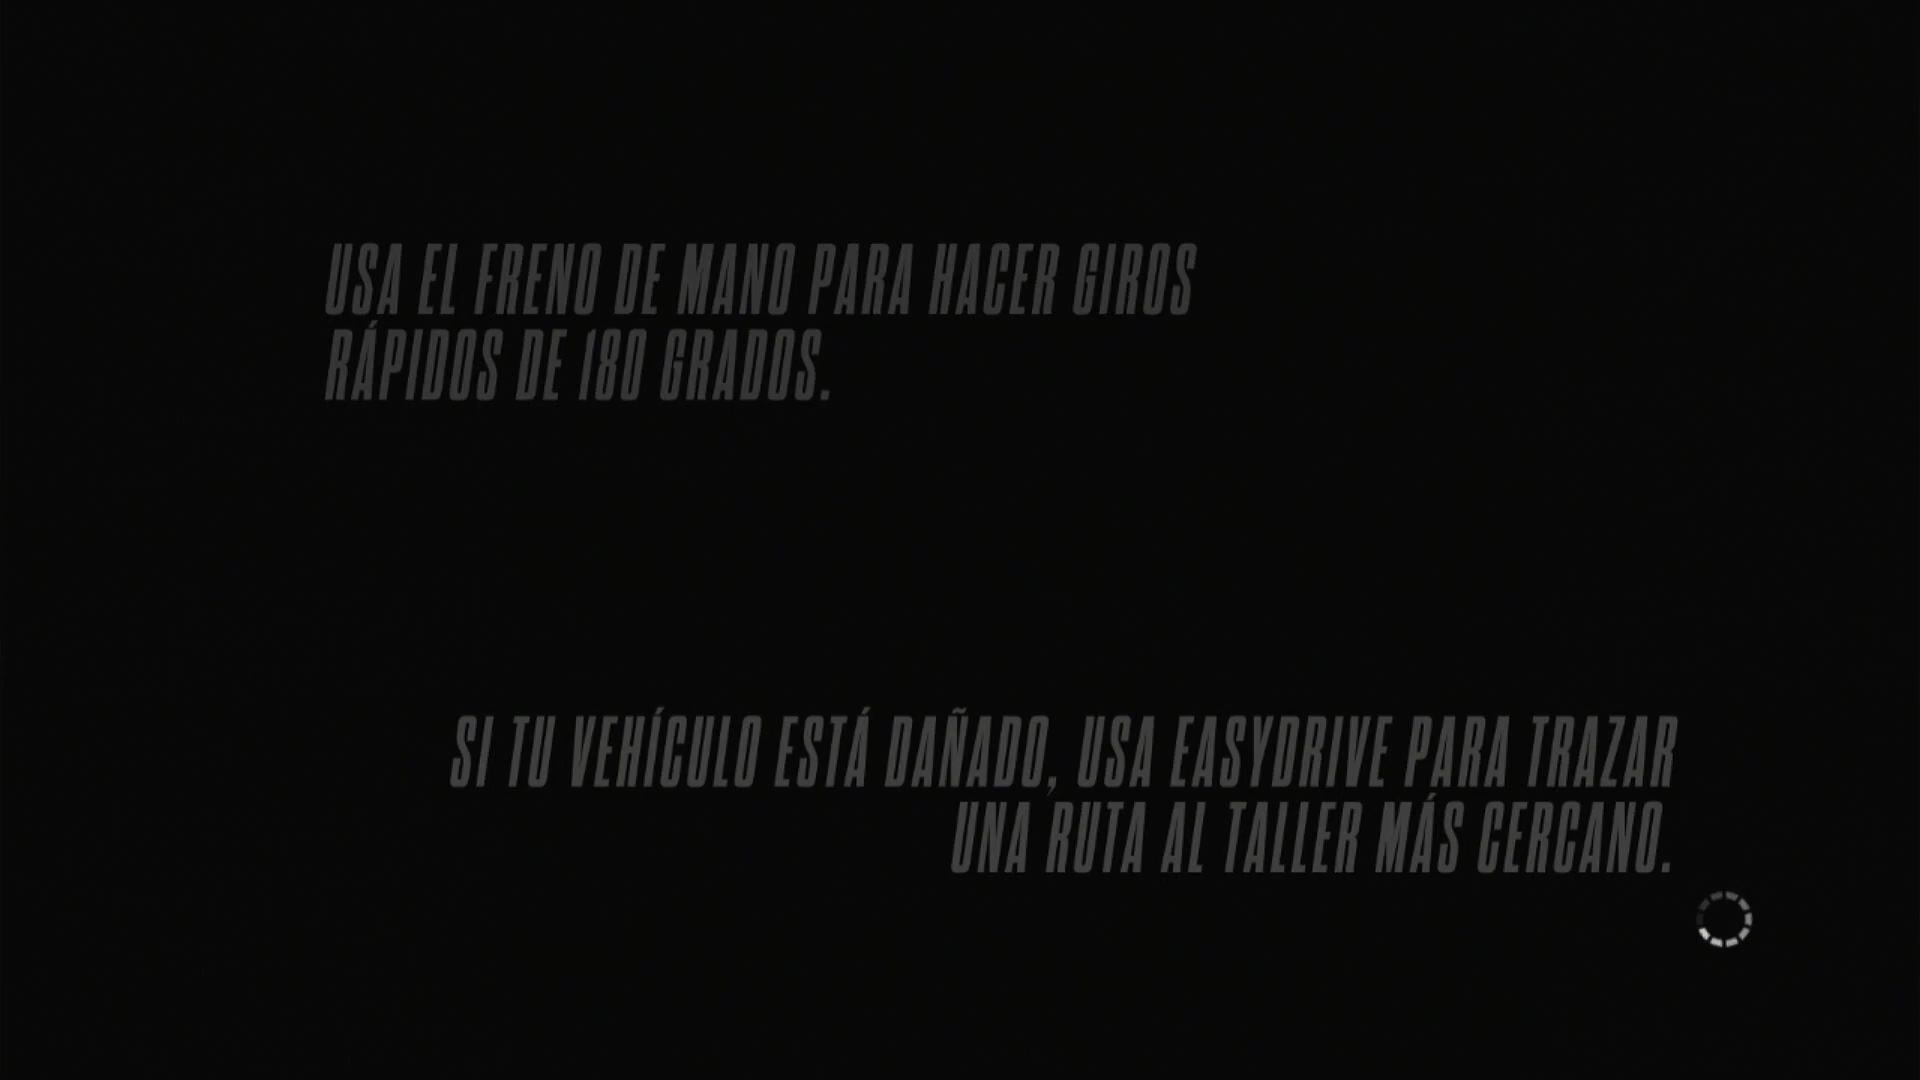 USA EL FRENO DE MANO PARA HACER GIROS
RÁPIDOS DE 180 GRADOS.
SI TU VEHÍCULO ESTÁ DAÑADO, USA EASYDRIVE PARA TRAZAR
UNA RUTA AL TALLER MÁS CERCANO.